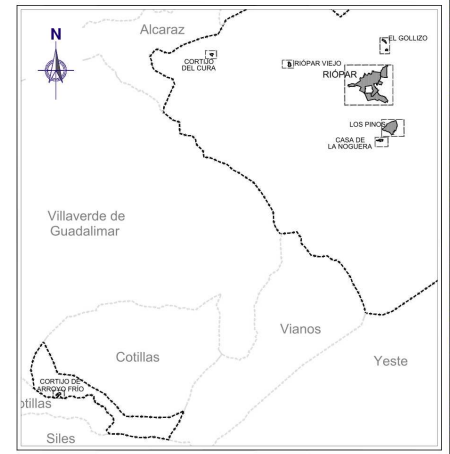 N
Alcaraz
EL GOLLIZO
CORTIJO
DEL CURA
RIÓPAR VIEJO
RIÓPAR
LOS PINOS
CASA DE
LA NOGUERA
Villaverde de
Guadalimar
Vianos
Cotillas
Yeste
CORTIJO DE
ARROYO FRÍO
otillas
Siles